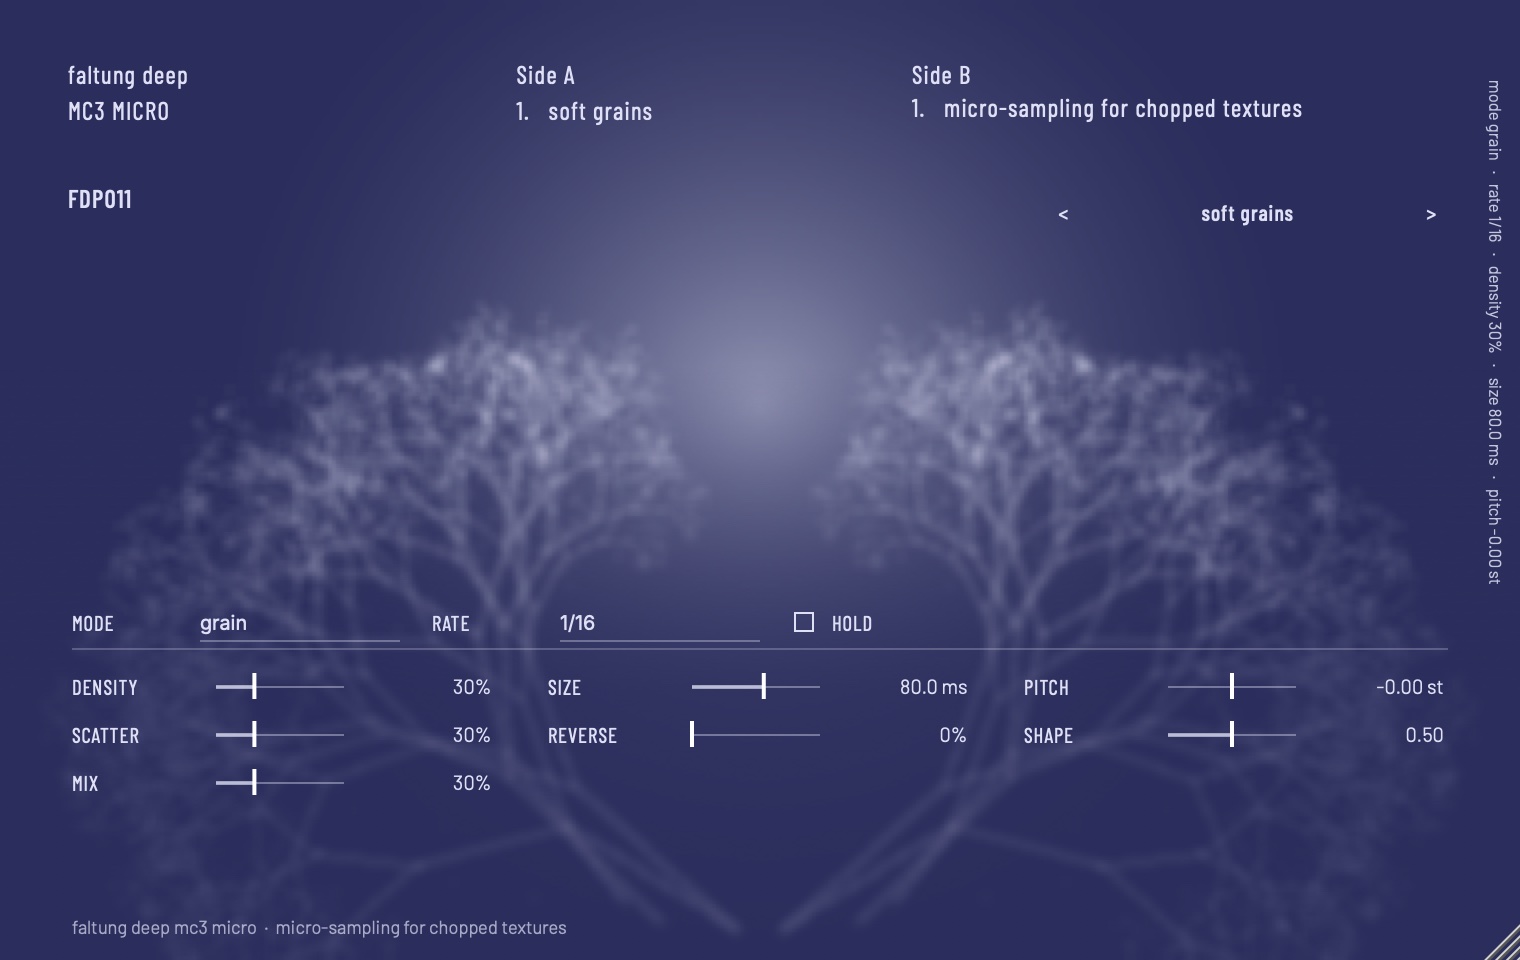 faltung deep
MC3 MICRO
FDP011
Side A
1. soft grains
Side B
1. micro-sampling for chopped textures
< soft grains >
mode grain · rate 1/16 · density 30% · size 80.0 ms · pitch -0.00 st
MODE grain RATE 1/16 HOLD
DENSITY 30% SIZE 80.0 ms PITCH -0.00 st
SCATTER 30% REVERSE 0% SHAPE 0.50
MIX 30%
faltung deep mc3 micro · micro-sampling for chopped textures